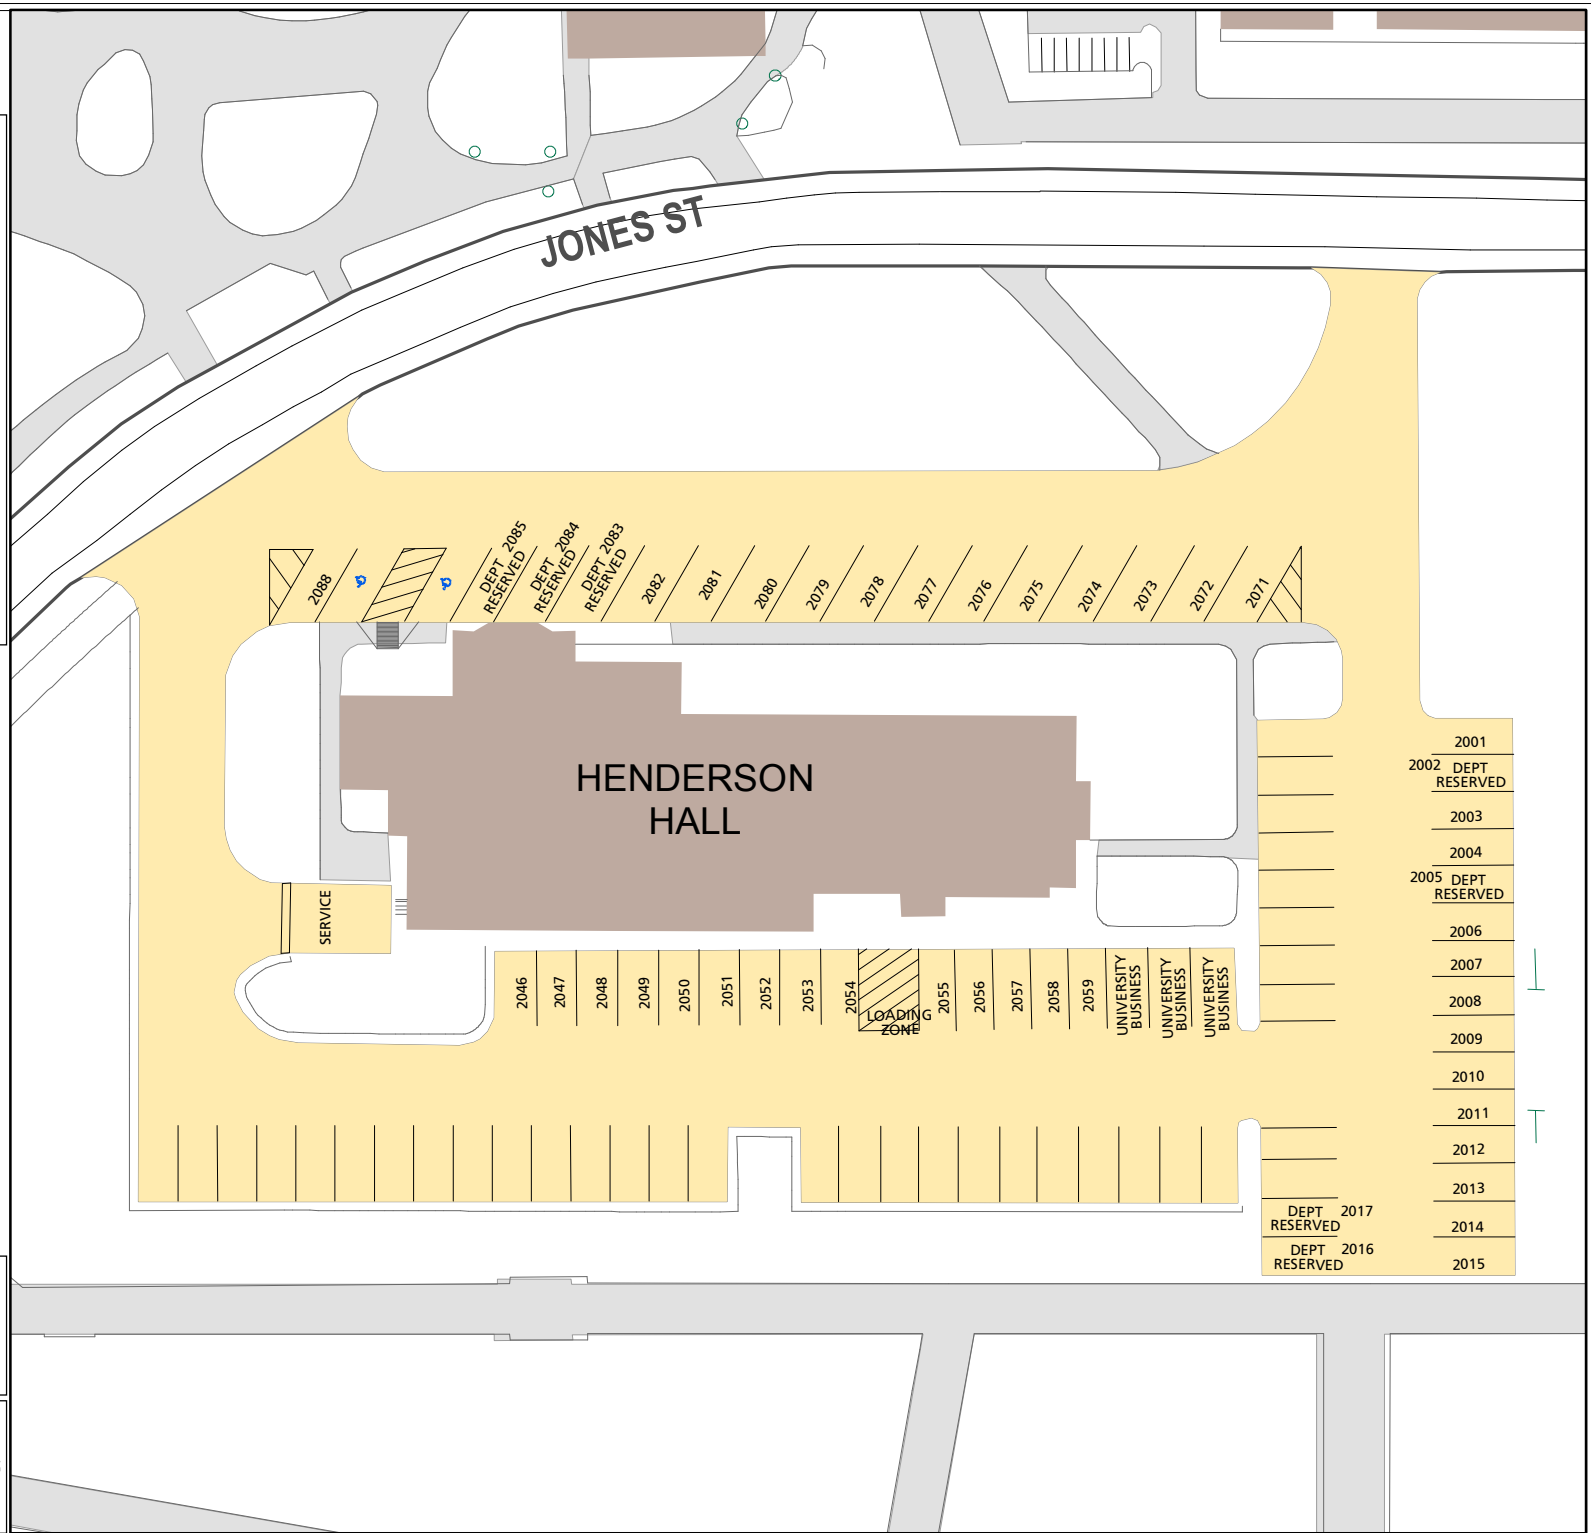 JONES ST
2088
DEPT 2085
RESERVED
DEPT 2084
RESERVED
DEPT 2083
RESERVED
2082
2081
2080
2079
2078
2077
2076
2075
2074
2073
2072
2071
HENDERSON
HALL
2001
2002 DEPT
RESERVED
2003
2004
2005 DEPT
RESERVED
2006
2007
2008
2009
2010
2011
2012
2013
2014
2015
SERVICE
2046
2047
2048
2049
2050
2051
2052
2053
2054
LOADING
ZONE
2055
2056
2057
2058
2059
UNIVERSITY
BUSINESS
UNIVERSITY
BUSINESS
UNIVERSITY
BUSINESS
DEPT 2017
RESERVED
DEPT 2016
RESERVED